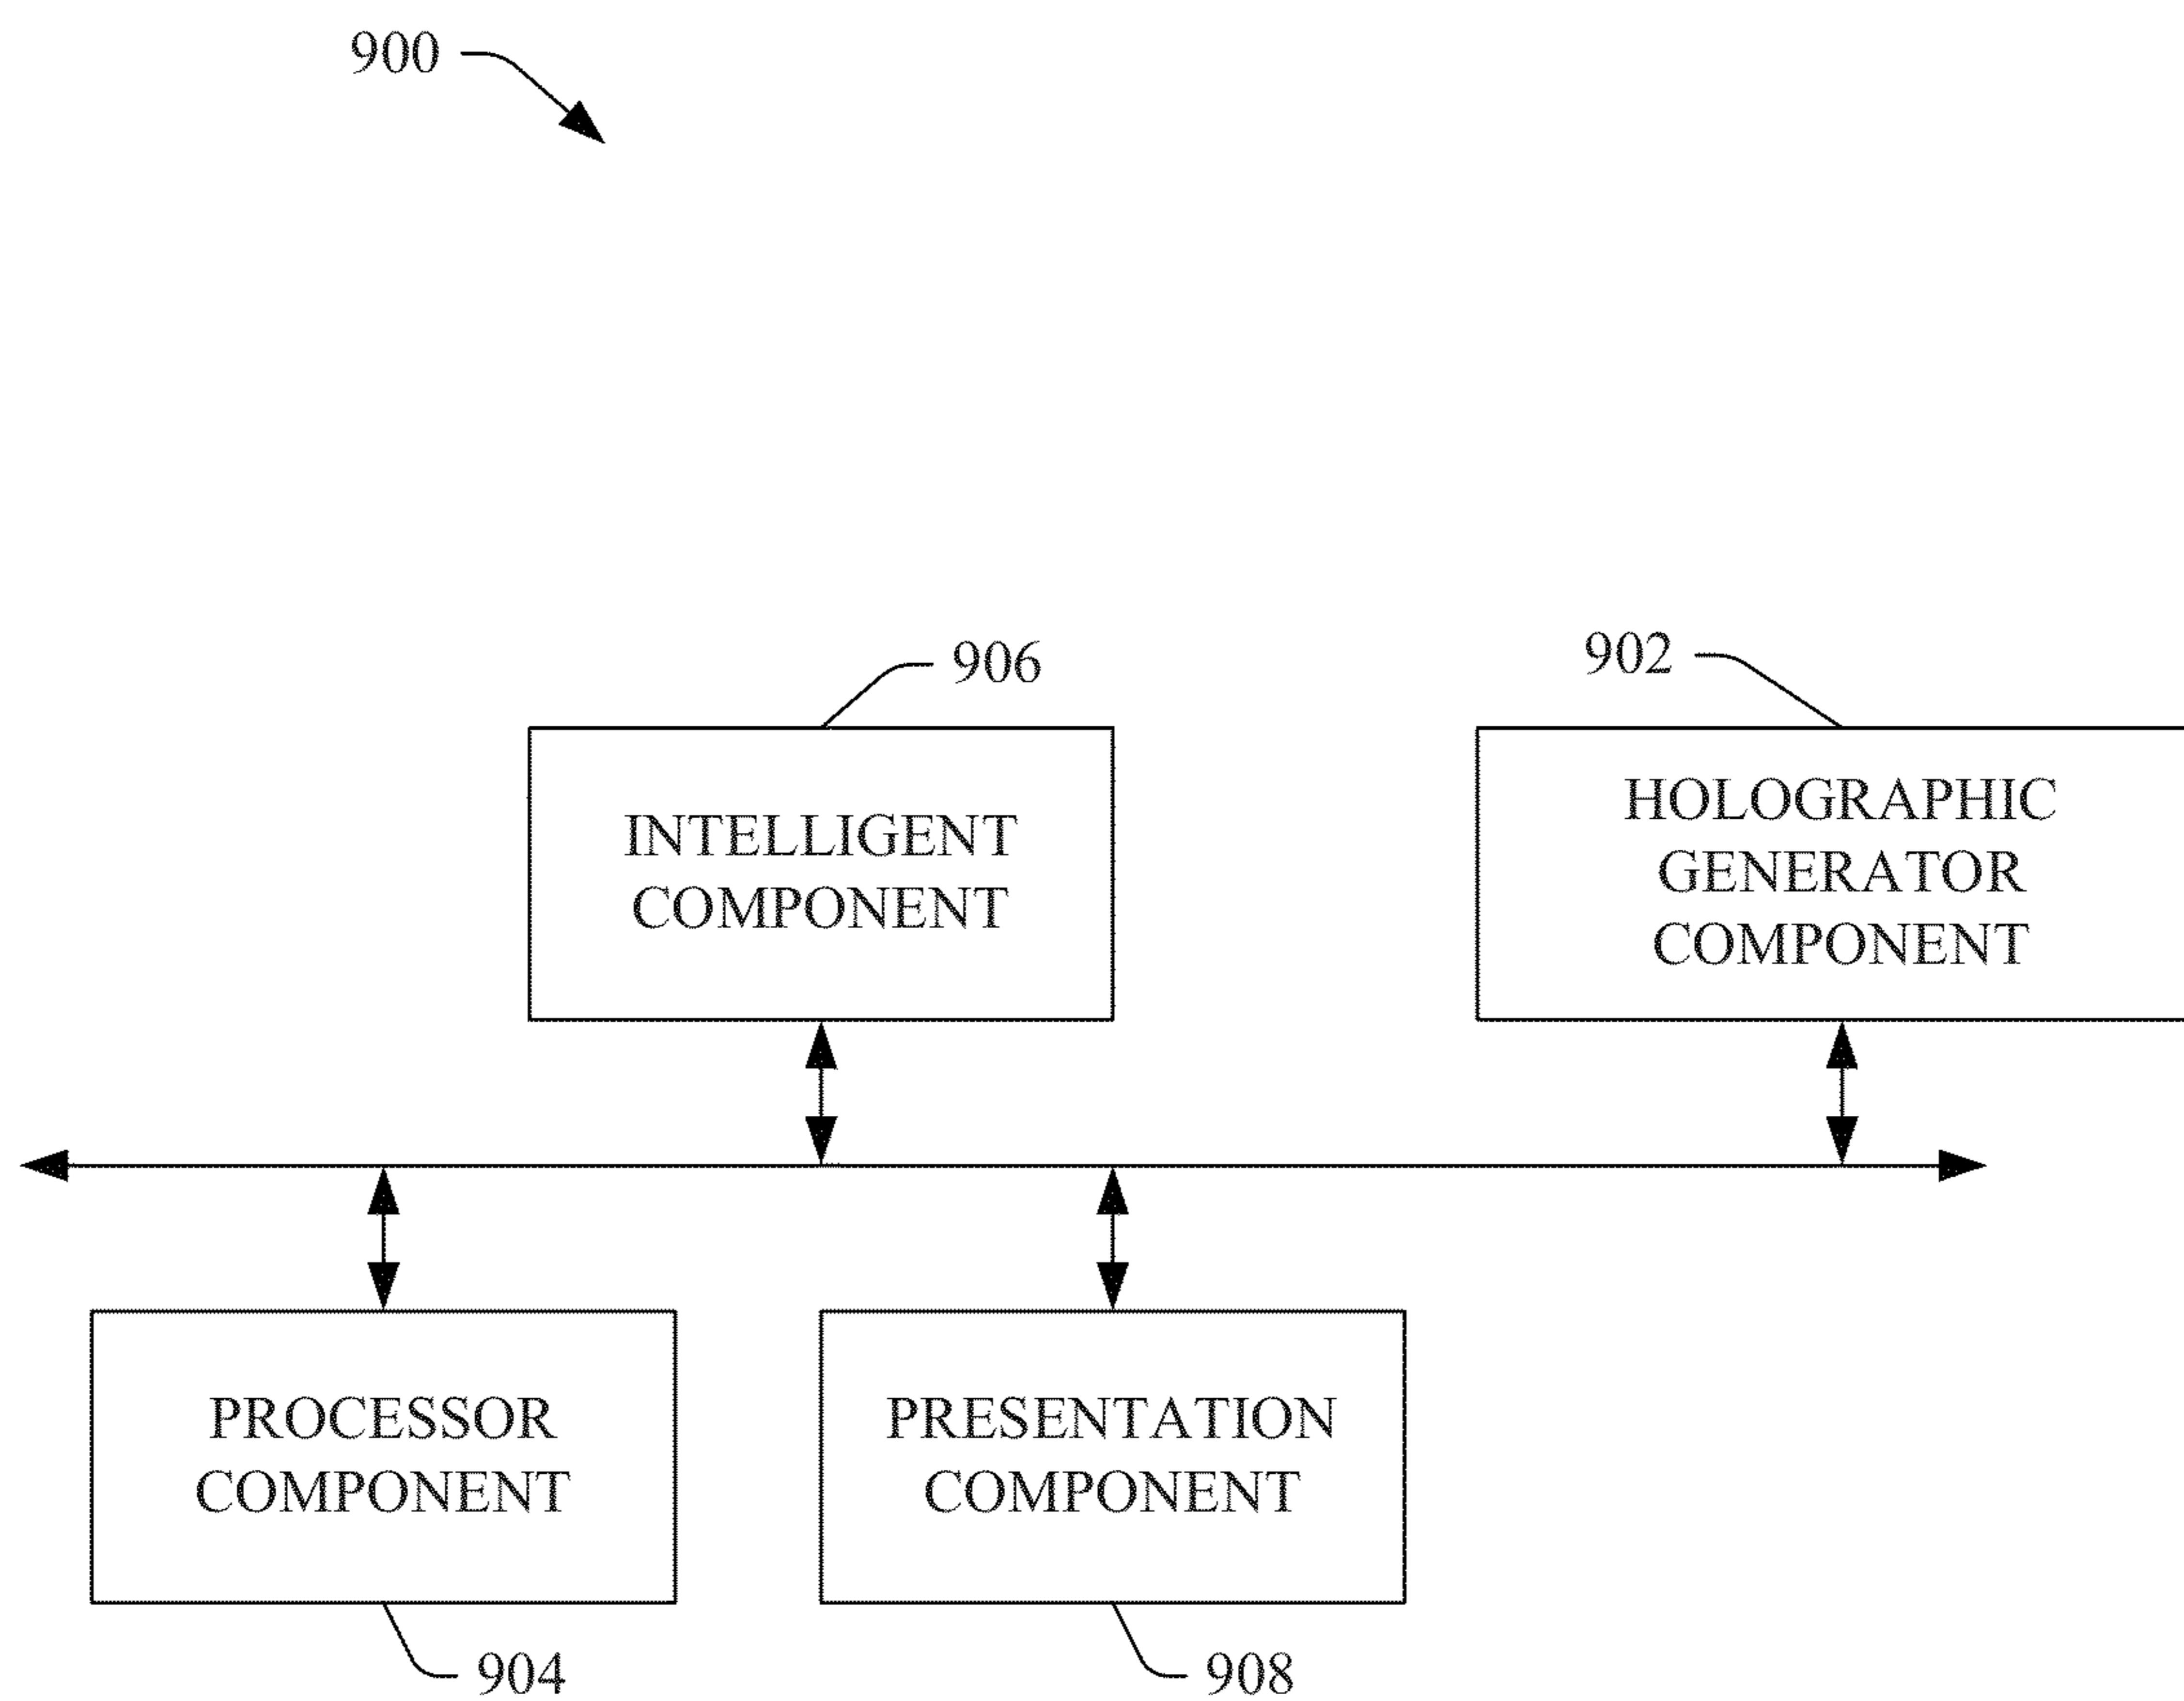 900
906
902
INTELLIGENT
COMPONENT
HOLOGRAPHIC
GENERATOR
COMPONENT
PROCESSOR
COMPONENT
PRESENTATION
COMPONENT
904
908